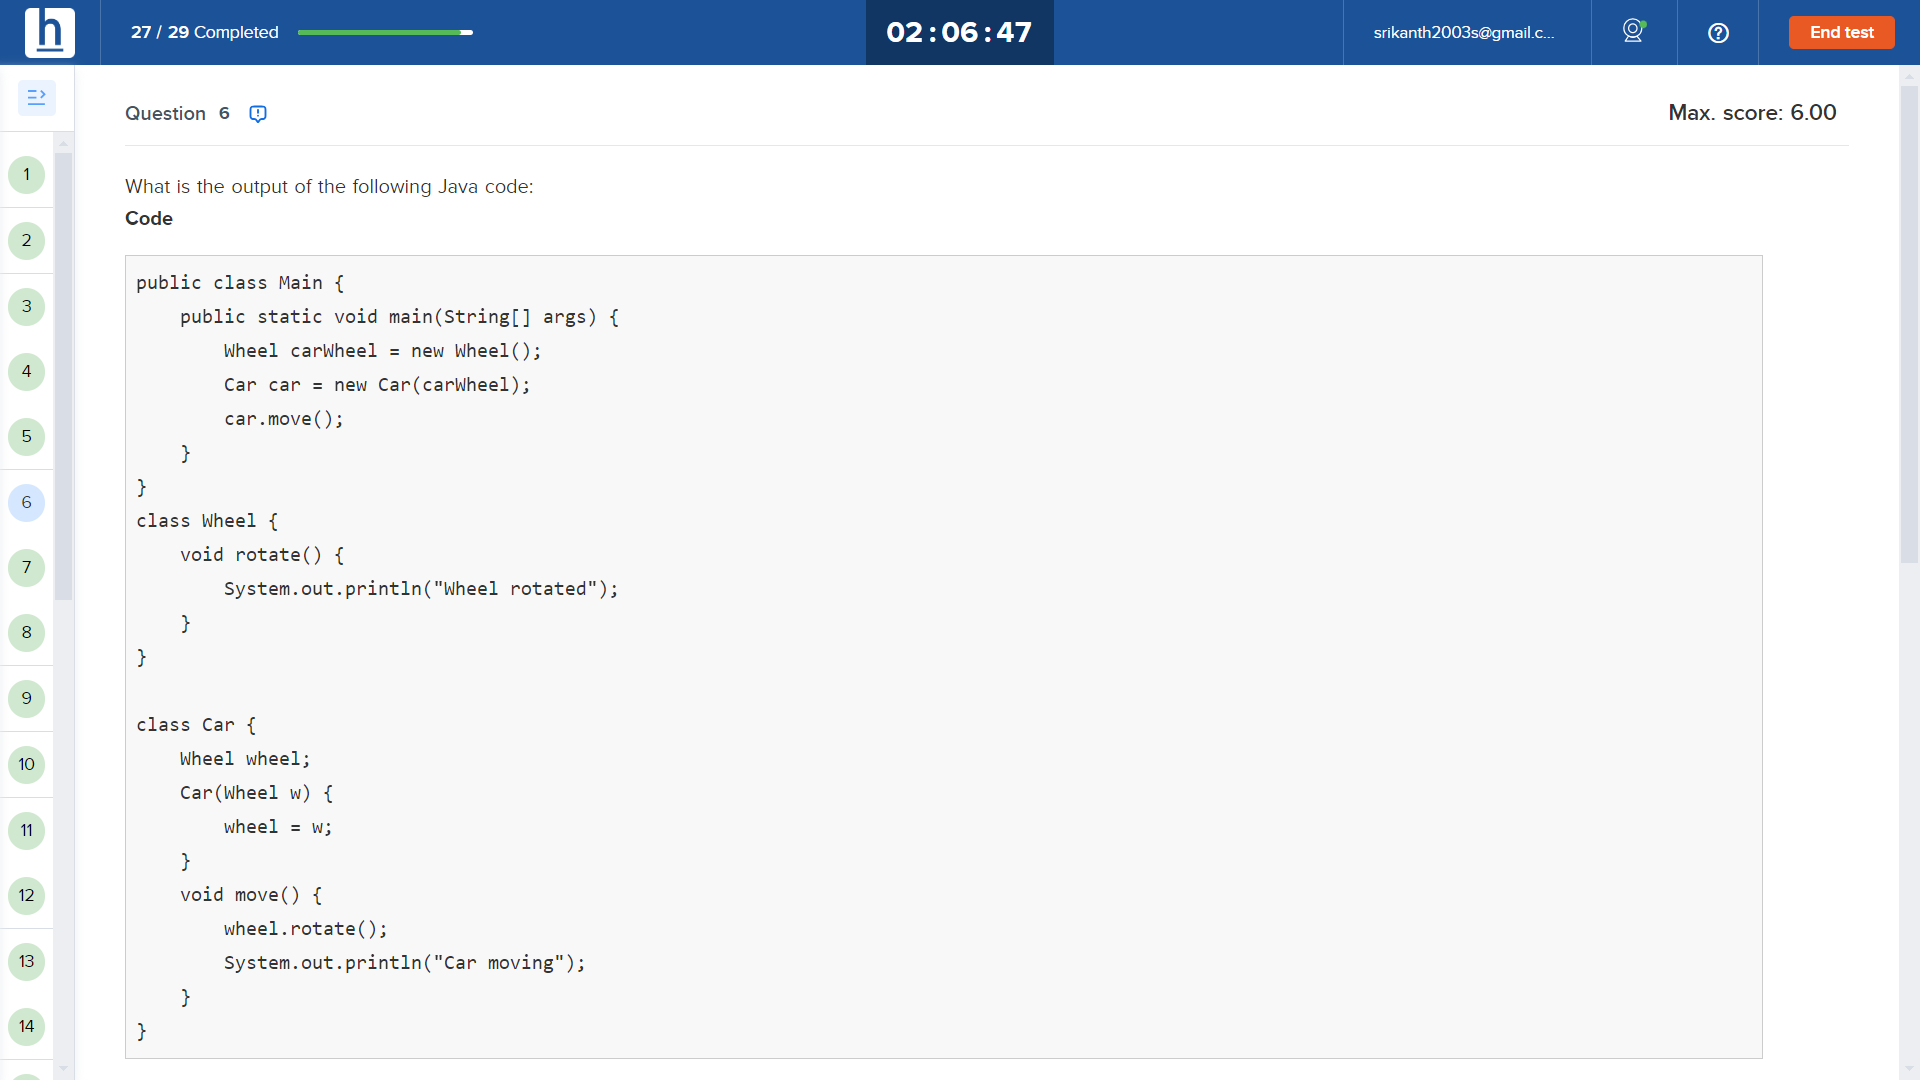 h
27 / 29 Completed
02 : 06 : 47
srikanth2003s@gmail.c...
End test
Question 6
Max. score: 6.00
1
2
3
4
5
6
7
8
9
10
11
12
13
14
What is the output of the following Java code:
Code
public class Main {
    public static void main(String[] args) {
        Wheel carWheel = new Wheel();
        Car car = new Car(carWheel);
        car.move();
    }
}
class Wheel {
    void rotate() {
        System.out.println("Wheel rotated");
    }
}
class Car {
    Wheel wheel;
    Car(Wheel w) {
        wheel = w;
    }
    void move() {
        wheel.rotate();
        System.out.println("Car moving");
    }
}